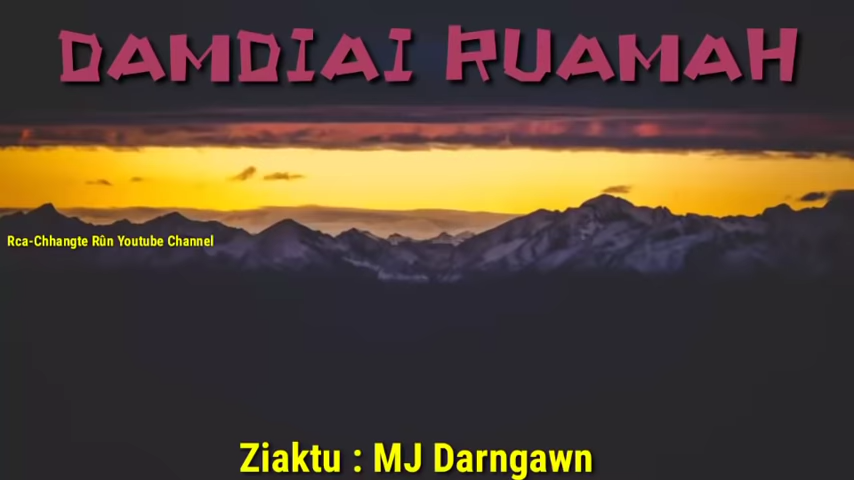 DAMDIAI RUAMAH
Rca-Chhangte Rûn Youtube Channel
Ziaktu : MJ Darngawn